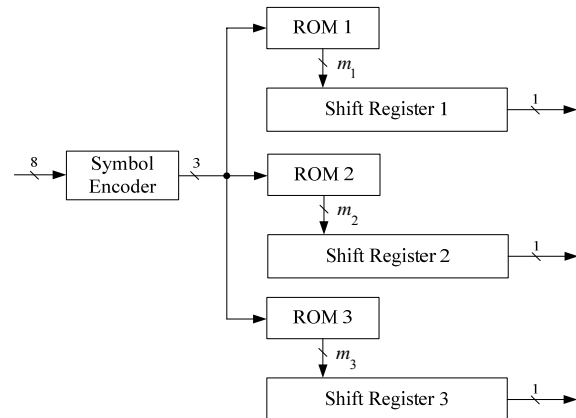 ROM 1
m1
1
Shift Register 1
8
Symbol
Encoder
3
ROM 2
m2
1
Shift Register 2
ROM 3
m3
1
Shift Register 3